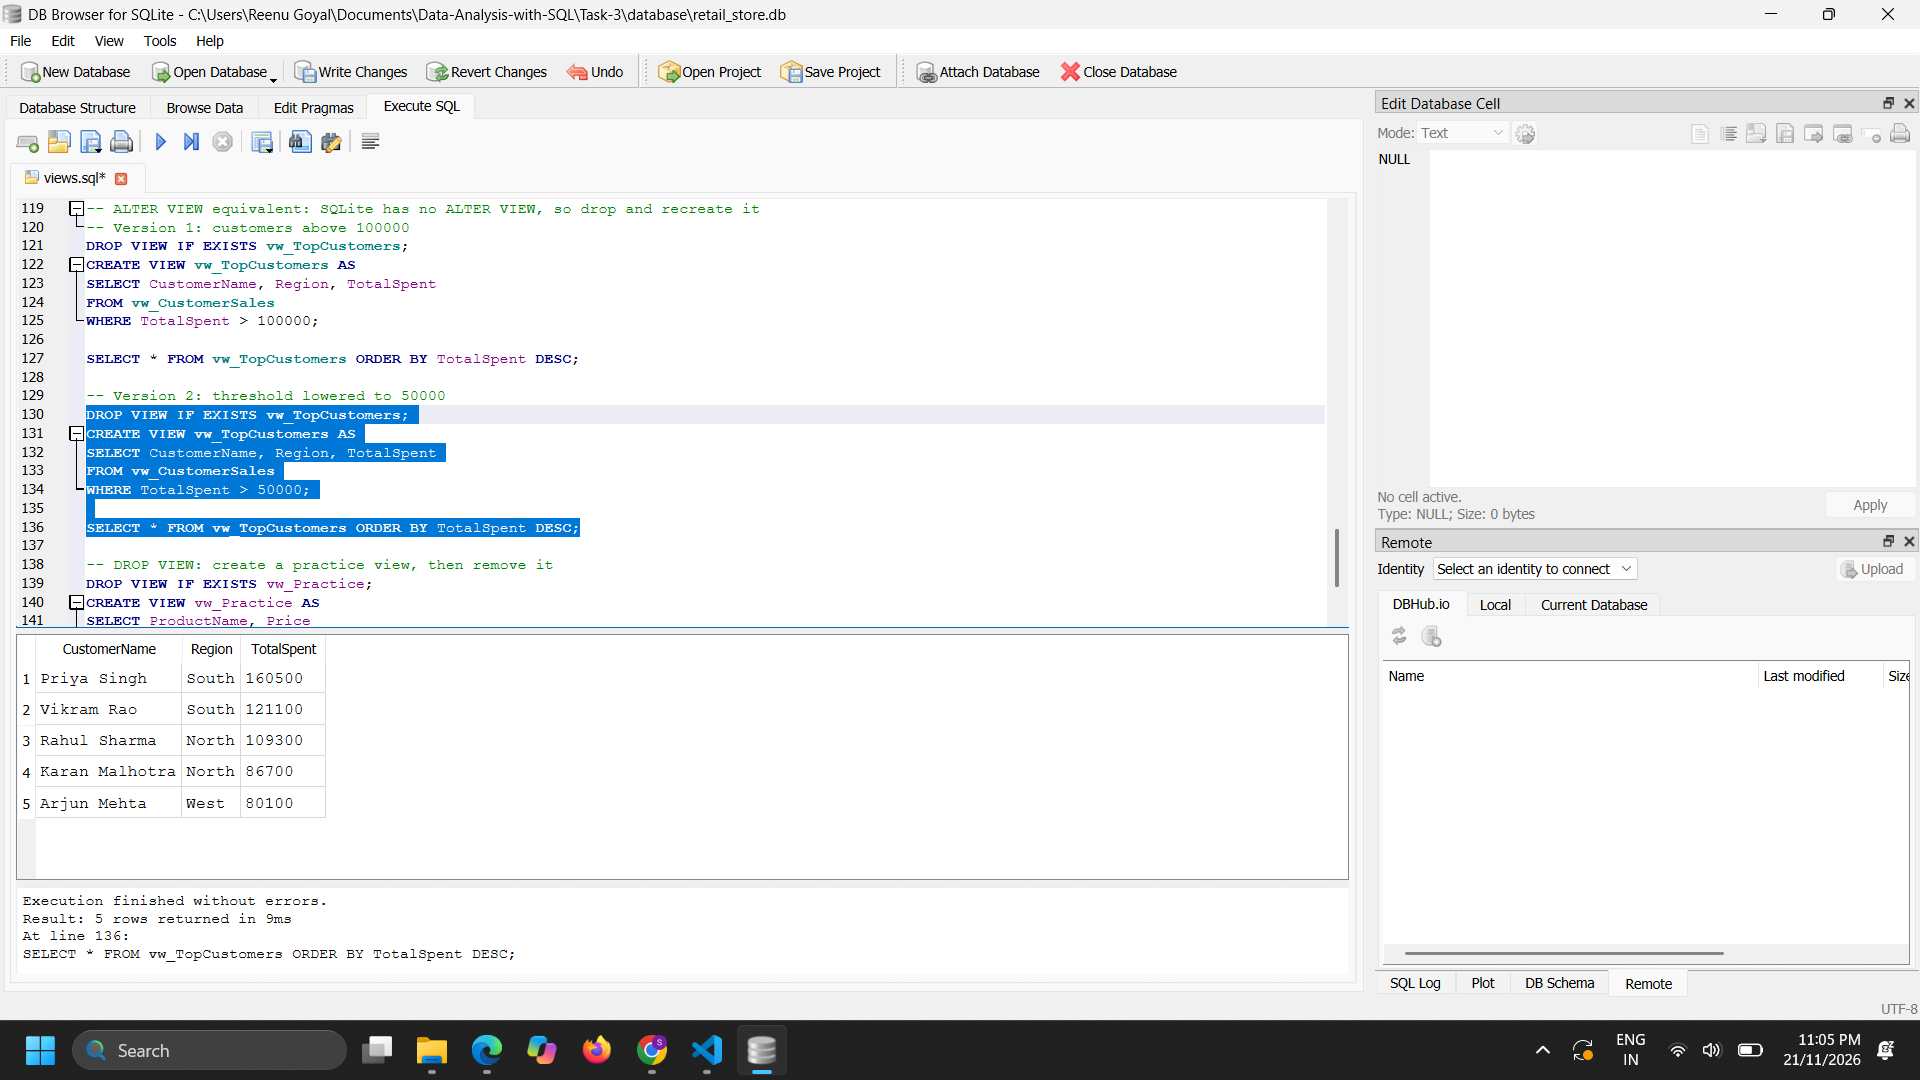 DB Browser for SQLite - C:\Users\Reenu Goyal\Documents\Data-Analysis-with-SQL\Task-3\database\retail_store.db
File Edit View Tools Help
New Database Open Database Write Changes Revert Changes Undo Open Project Save Project Attach Database Close Database
Database Structure Browse Data Edit Pragmas Execute SQL
views.sql*
119 -- ALTER VIEW equivalent: SQLite has no ALTER VIEW, so drop and recreate it
120 -- Version 1: customers above 100000
121 DROP VIEW IF EXISTS vw_TopCustomers;
122 CREATE VIEW vw_TopCustomers AS
123 SELECT CustomerName, Region, TotalSpent
124 FROM vw_CustomerSales
125 WHERE TotalSpent > 100000;
126
127 SELECT * FROM vw_TopCustomers ORDER BY TotalSpent DESC;
128
129 -- Version 2: threshold lowered to 50000
130 DROP VIEW IF EXISTS vw_TopCustomers;
131 CREATE VIEW vw_TopCustomers AS
132 SELECT CustomerName, Region, TotalSpent
133 FROM vw_CustomerSales
134 WHERE TotalSpent > 50000;
135
136 SELECT * FROM vw_TopCustomers ORDER BY TotalSpent DESC;
137
138 -- DROP VIEW: create a practice view, then remove it
139 DROP VIEW IF EXISTS vw_Practice;
140 CREATE VIEW vw_Practice AS
141 SELECT ProductName, Price
CustomerName Region TotalSpent
1 Priya Singh South 160500
2 Vikram Rao South 121100
3 Rahul Sharma North 109300
4 Karan Malhotra North 86700
5 Arjun Mehta West 80100
Execution finished without errors.
Result: 5 rows returned in 9ms
At line 136:
SELECT * FROM vw_TopCustomers ORDER BY TotalSpent DESC;
Edit Database Cell
Mode: Text
NULL
No cell active.
Type: NULL; Size: 0 bytes
Apply
Remote
Identity Select an identity to connect Upload
DBHub.io Local Current Database
Name Last modified Size
SQL Log Plot DB Schema Remote
UTF-8
Search
ENG
IN
11:05 PM
21/11/2026